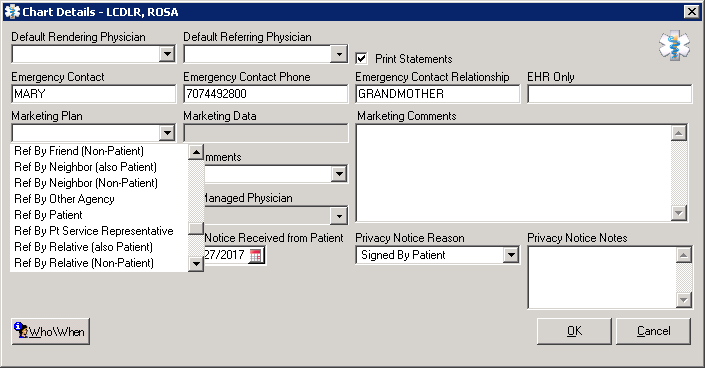 Chart Details - LCDLR, ROSA
Default Rendering Physician
Default Referring Physician
Print Statements
Emergency Contact
Emergency Contact Phone
Emergency Contact Relationship
EHR Only
MARY
7074492800
GRANDMOTHER
Marketing Plan
Marketing Data
Marketing Comments
Ref By Friend (Non-Patient)
Ref By Neighbor (also Patient)
Ref By Neighbor (Non-Patient)
Ref By Other Agency
Ref By Patient
Ref By Pt Service Representative
Ref By Relative (also Patient)
Ref By Relative (Non-Patient)
mments
Managed Physician
Notice Received from Patient
Privacy Notice Reason
Privacy Notice Notes
27/2017
Signed By Patient
Who\When
OK
Cancel